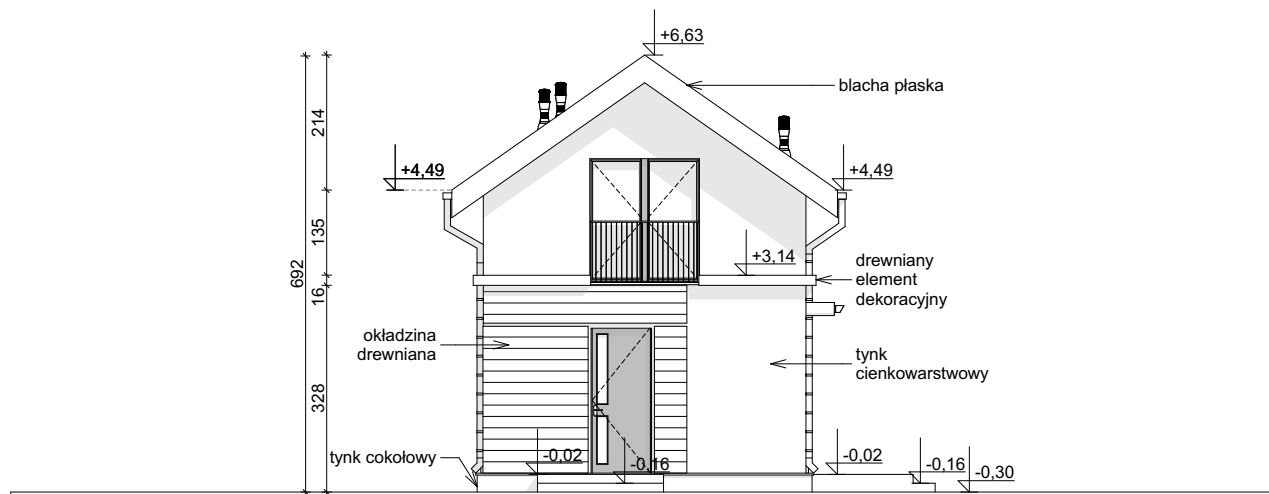 +6,63
blacha płaska
214
+4,49
+4,49
135
+3,14
drewniany
element
dekoracyjny
692
16
okładzina
drewniana
tynk
cienkowarstwowy
328
tynk cokołowy
-0,02
-0,16
-0,02
-0,16
-0,30